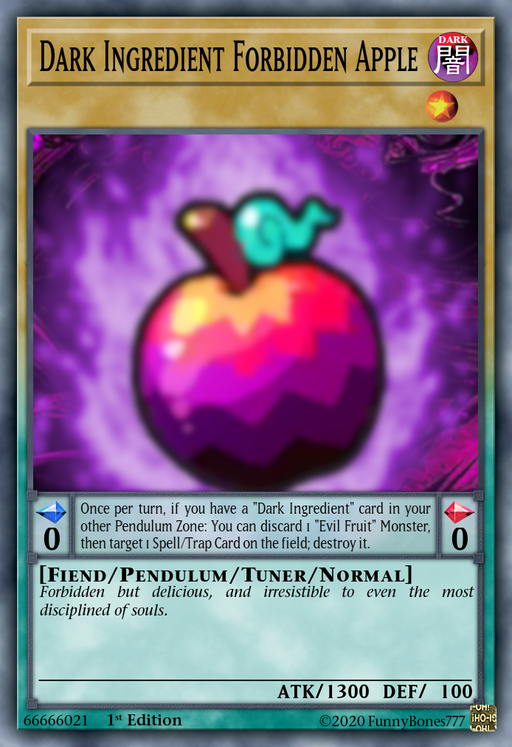 DARK INGREDIENT FORBIDDEN APPLE
DARK
闇
Once per turn, if you have a "Dark Ingredient" card in your
other Pendulum Zone: You can discard 1 "Evil Fruit" Monster,
then target 1 Spell/Trap Card on the field; destroy it.
0
0
[FIEND/PENDULUM/TUNER/NORMAL]
Forbidden but delicious, and irresistible to even the most
disciplined of souls.
ATK/1300 DEF/ 100
66666021 1st Edition ©2020 FunnyBones777